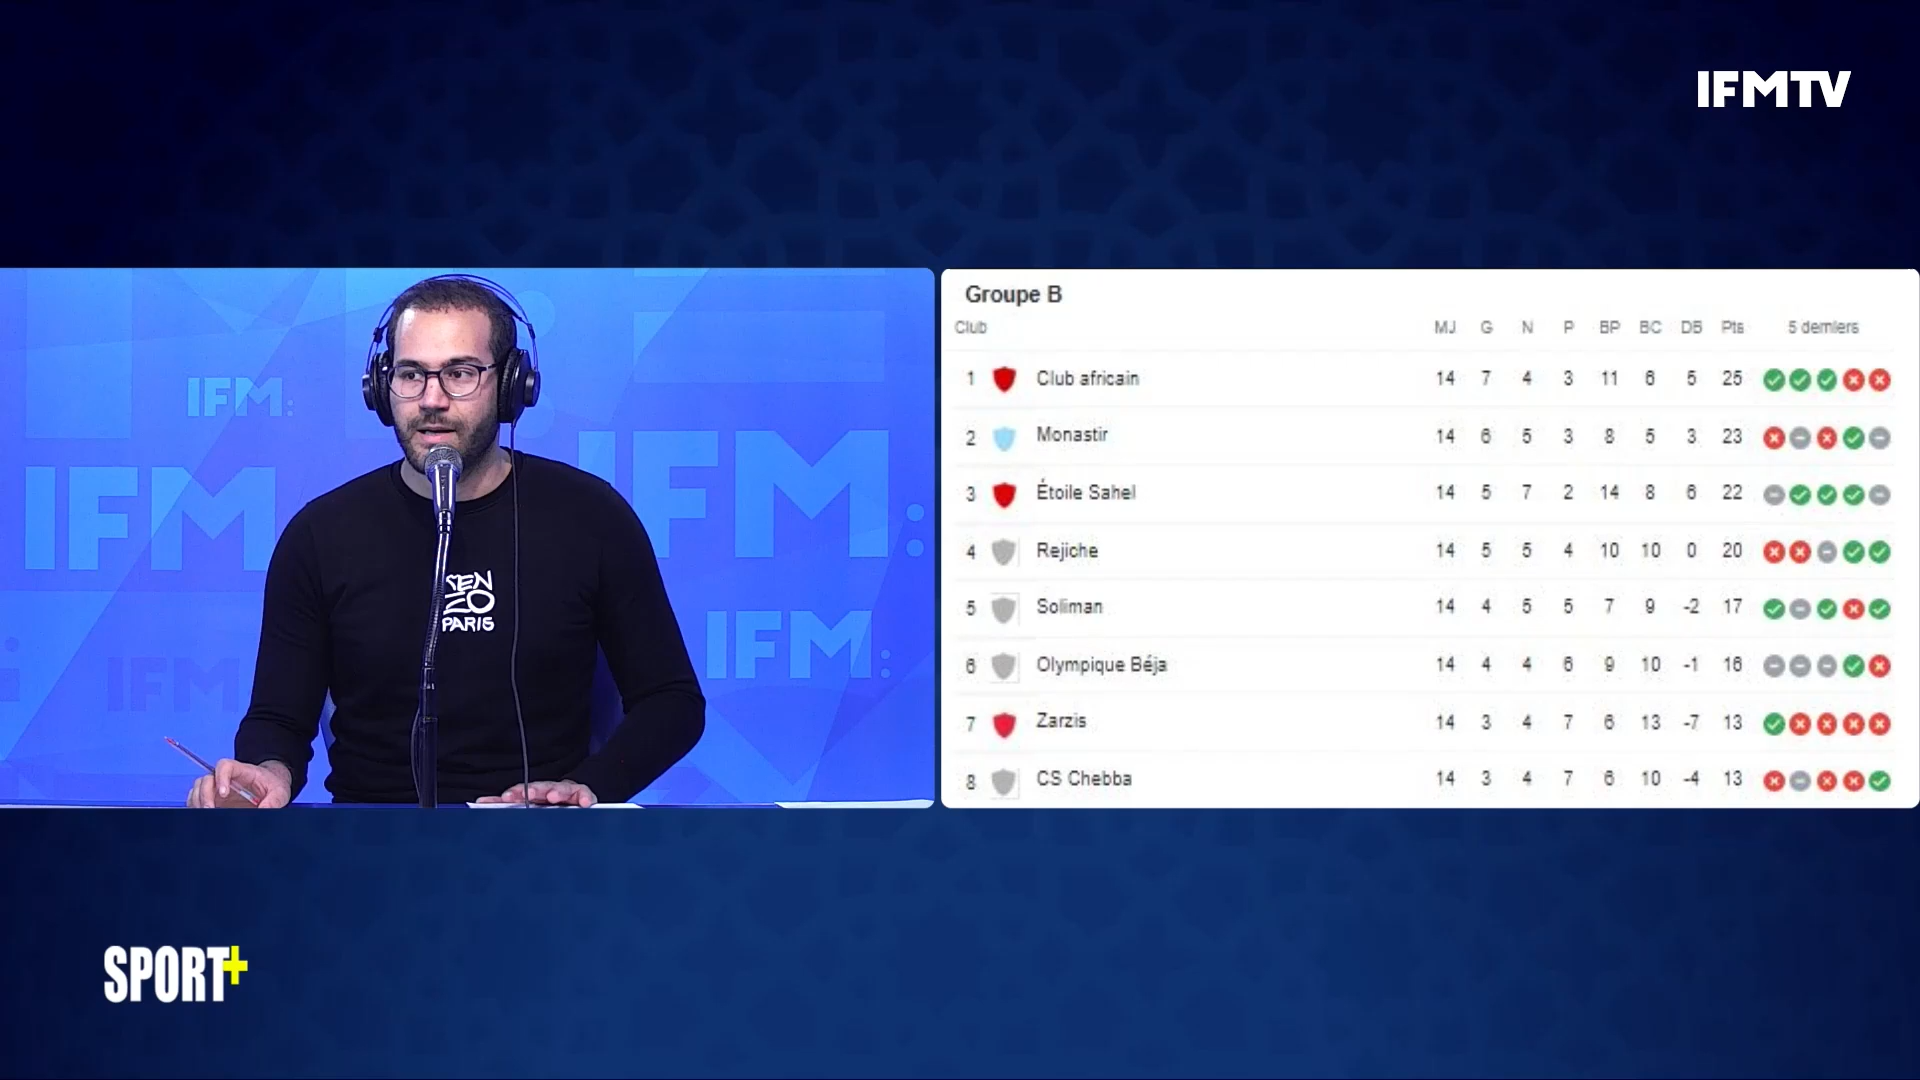 IFMTV
IFM:
IFM
IFM:
IFM:
IFM
KENZO
PARIS
Groupe B
Club MJ G N P BP BC DB Pts 5 derniers
1 Club africain 14 7 4 3 11 6 5 25
2 Monastir 14 6 5 3 8 5 3 23
3 Étoile Sahel 14 5 7 2 14 8 6 22
4 Rejiche 14 5 5 4 10 10 0 20
5 Soliman 14 4 5 5 7 9 -2 17
6 Olympique Béja 14 4 4 6 9 10 -1 16
7 Zarzis 14 3 4 7 6 13 -7 13
8 CS Chebba 14 3 4 7 6 10 -4 13
SPORT+